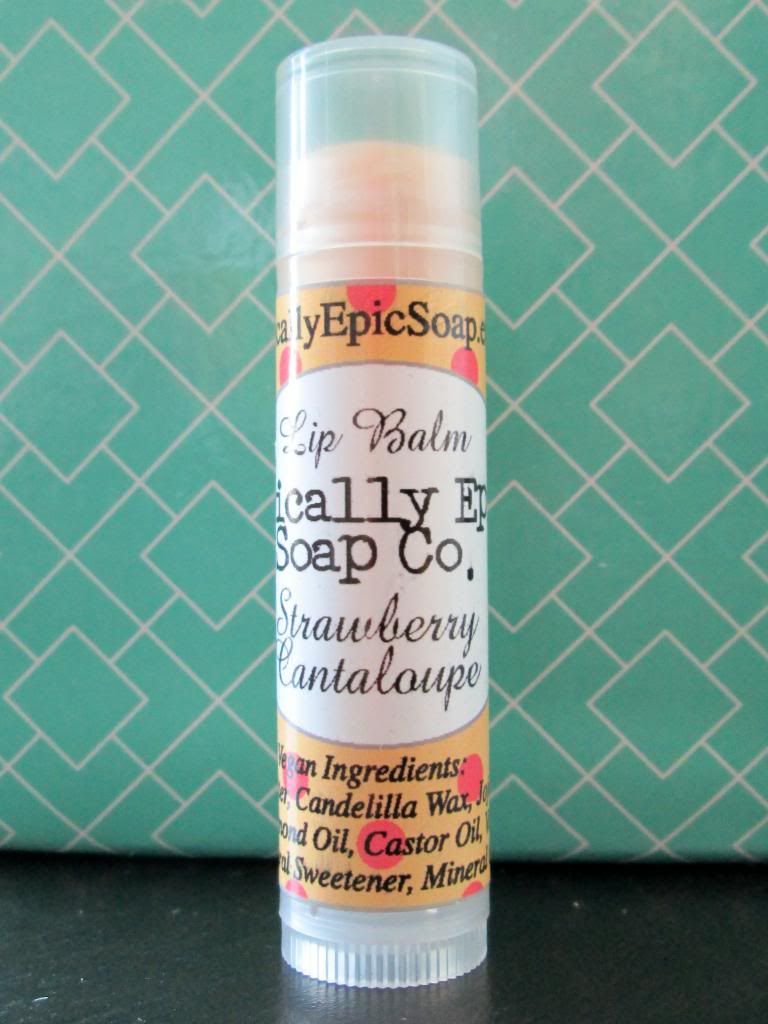 callyEpicSoap.c
Lip Balm
ically Ep
Soap Co.
Strawberry
Cantaloupe
Vegan Ingredients:
er, Candelilla Wax, Jo
ond Oil, Castor Oil,
al Sweetener, Mineral